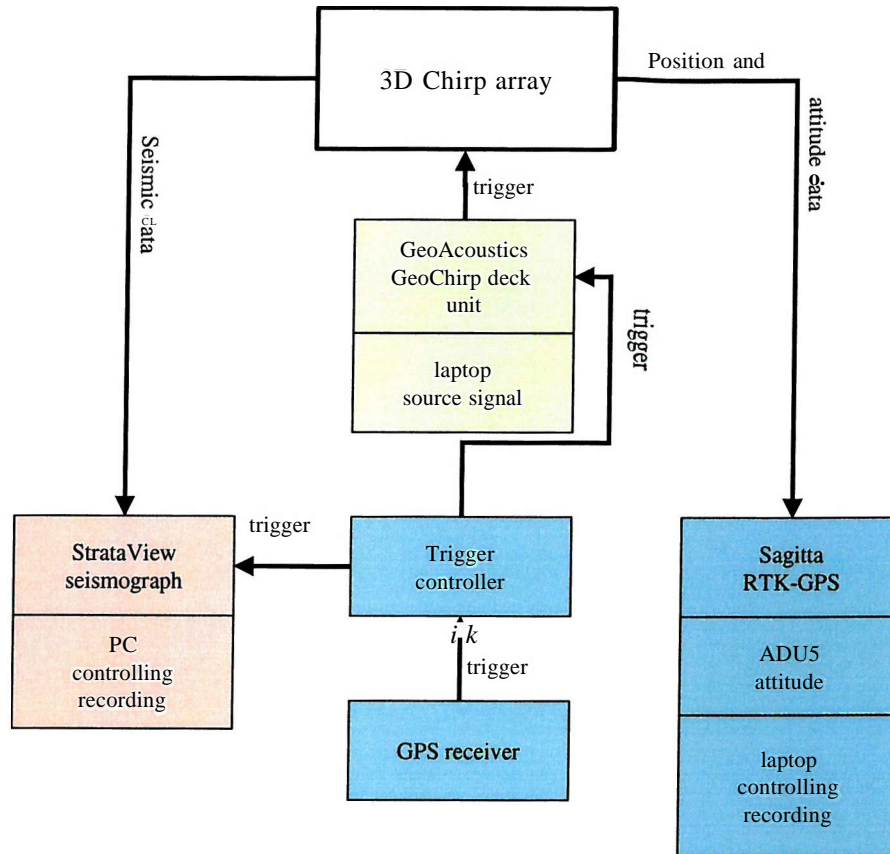 3D Chirp array
Position and
attitude data
Seismic data
trigger
GeoAcoustics
GeoChirp deck
unit
laptop
source signal
trigger
trigger
StrataView
seismograph
PC
controlling
recording
Trigger
controller
i k
trigger
GPS receiver
Sagitta
RTK-GPS
ADU5
attitude
laptop
controlling
recording